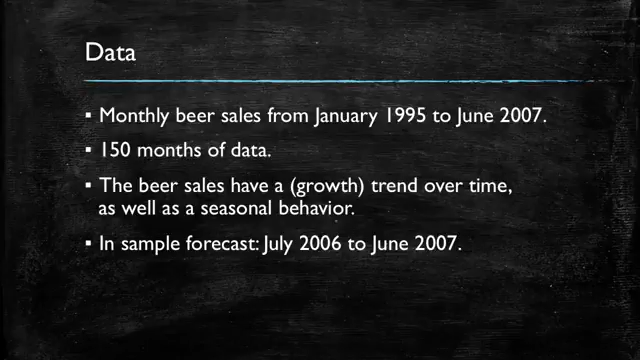 Data
▪ Monthly beer sales from January 1995 to June 2007.
▪ 150 months of data.
▪ The beer sales have a (growth) trend over time,
as well as a seasonal behavior.
▪ In sample forecast: July 2006 to June 2007.